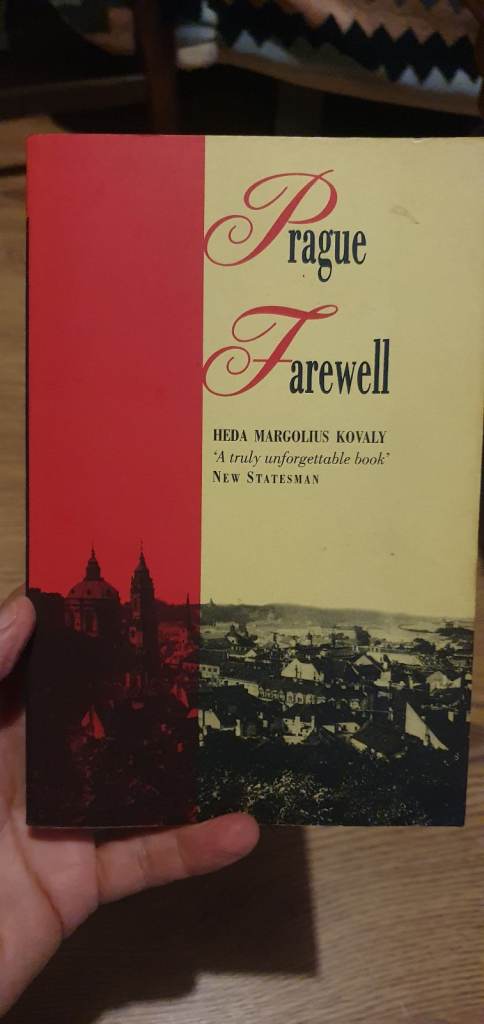 Prague
Farewell
HEDA MARGOLIUS KOVALY
‘A truly unforgettable book’
NEW STATESMAN